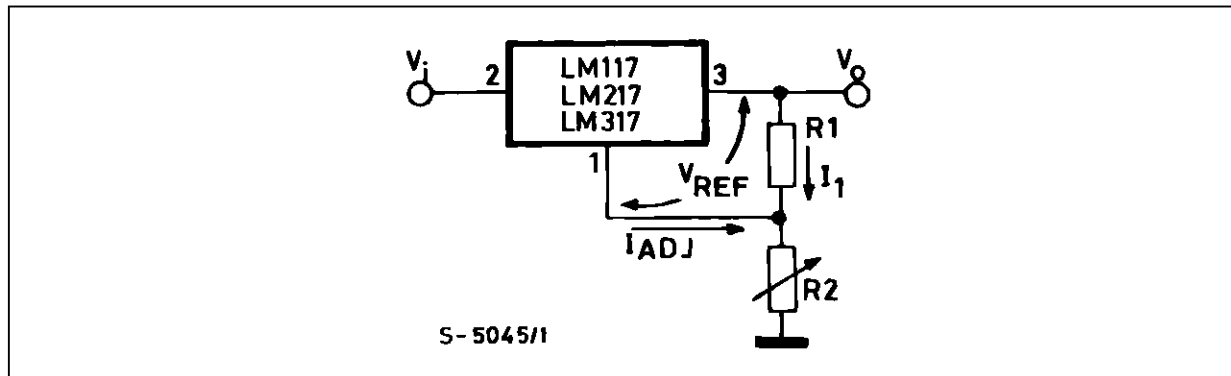 Vi
2
LM117
LM217
LM317
3
Vo
1
R1
I1
VREF
IADJ
R2
S-5045/1